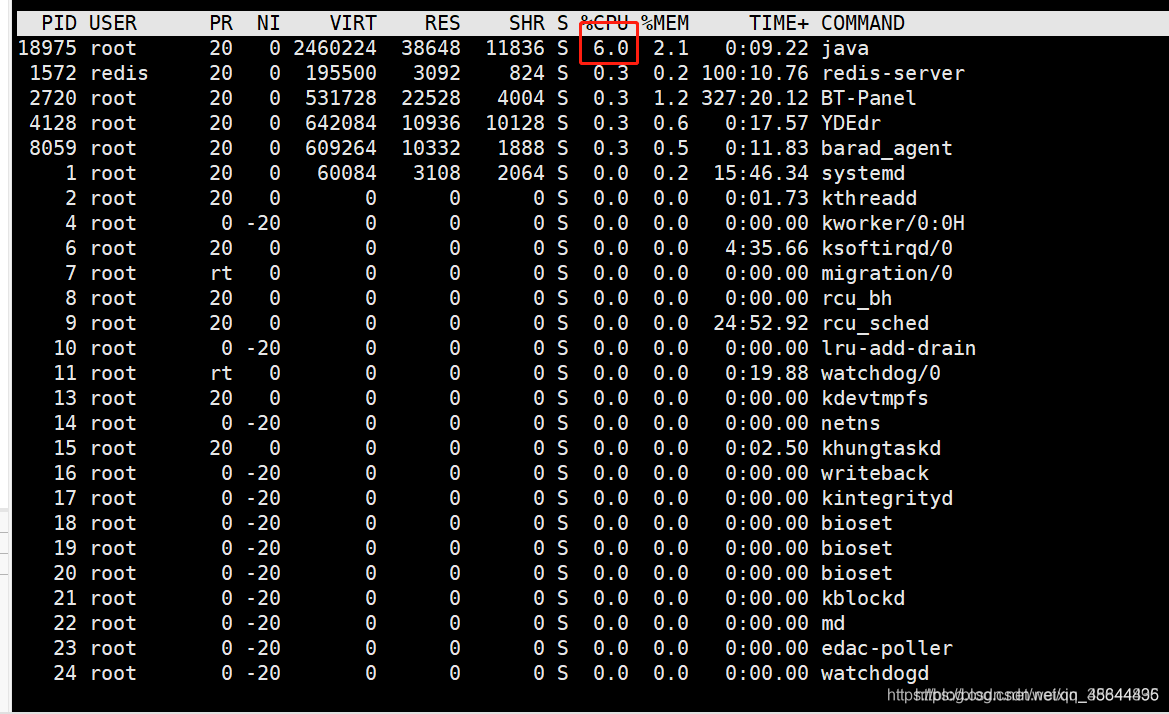 PID USER PR NI VIRT RES SHR S %CPU %MEM TIME+ COMMAND
18975 root 20 0 2460224 38648 11836 S 6.0 2.1 0:09.22 java
1572 redis 20 0 195500 3092 824 S 0.3 0.2 100:10.76 redis-server
2720 root 20 0 531728 22528 4004 S 0.3 1.2 327:20.12 BT-Panel
4128 root 20 0 642084 10936 10128 S 0.3 0.6 0:17.57 YDEdr
8059 root 20 0 609264 10332 1888 S 0.3 0.5 0:11.83 barad_agent
1 root 20 0 60084 3108 2064 S 0.0 0.2 15:46.34 systemd
2 root 20 0 0 0 0 S 0.0 0.0 0:01.73 kthreadd
4 root 0 -20 0 0 0 S 0.0 0.0 0:00.00 kworker/0:0H
6 root 20 0 0 0 0 S 0.0 0.0 4:35.66 ksoftirqd/0
7 root rt 0 0 0 0 S 0.0 0.0 0:00.00 migration/0
8 root 20 0 0 0 0 S 0.0 0.0 0:00.00 rcu_bh
9 root 20 0 0 0 0 S 0.0 0.0 24:52.92 rcu_sched
10 root 0 -20 0 0 0 S 0.0 0.0 0:00.00 lru-add-drain
11 root rt 0 0 0 0 S 0.0 0.0 0:19.88 watchdog/0
13 root 20 0 0 0 0 S 0.0 0.0 0:00.00 kdevtmpfs
14 root 0 -20 0 0 0 S 0.0 0.0 0:00.00 netns
15 root 20 0 0 0 0 S 0.0 0.0 0:02.50 khungtaskd
16 root 0 -20 0 0 0 S 0.0 0.0 0:00.00 writeback
17 root 0 -20 0 0 0 S 0.0 0.0 0:00.00 kintegrityd
18 root 0 -20 0 0 0 S 0.0 0.0 0:00.00 bioset
19 root 0 -20 0 0 0 S 0.0 0.0 0:00.00 bioset
20 root 0 -20 0 0 0 S 0.0 0.0 0:00.00 bioset
21 root 0 -20 0 0 0 S 0.0 0.0 0:00.00 kblockd
22 root 0 -20 0 0 0 S 0.0 0.0 0:00.00 md
23 root 0 -20 0 0 0 S 0.0 0.0 0:00.00 edac-poller
24 root 0 -20 0 0 0 S 0.0 0.0 0:00.00 watchdogd